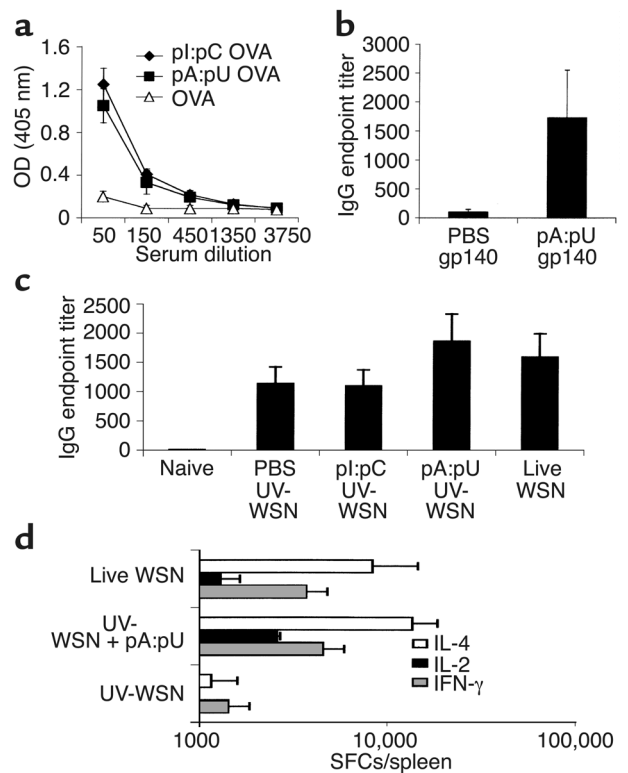 a
1.6
1.2
0.8
0.4
0
OD (405 nm)
pI:pC OVA
pA:pU OVA
OVA
50 150 450 1350 3750
Serum dilution
b
3000
2500
2000
1500
1000
500
0
IgG endpoint titer
PBS pA:pU
gp140 gp140
c
2500
2000
1500
1000
500
0
IgG endpoint titer
Naive
PBS
UV-
WSN
pI:pC
UV-
WSN
pA:pU
UV-
WSN
Live
WSN
d
Live WSN
UV-
WSN + pA:pU
UV-WSN
IL-4
IL-2
IFN-γ
1000 10,000 100,000
SFCs/spleen